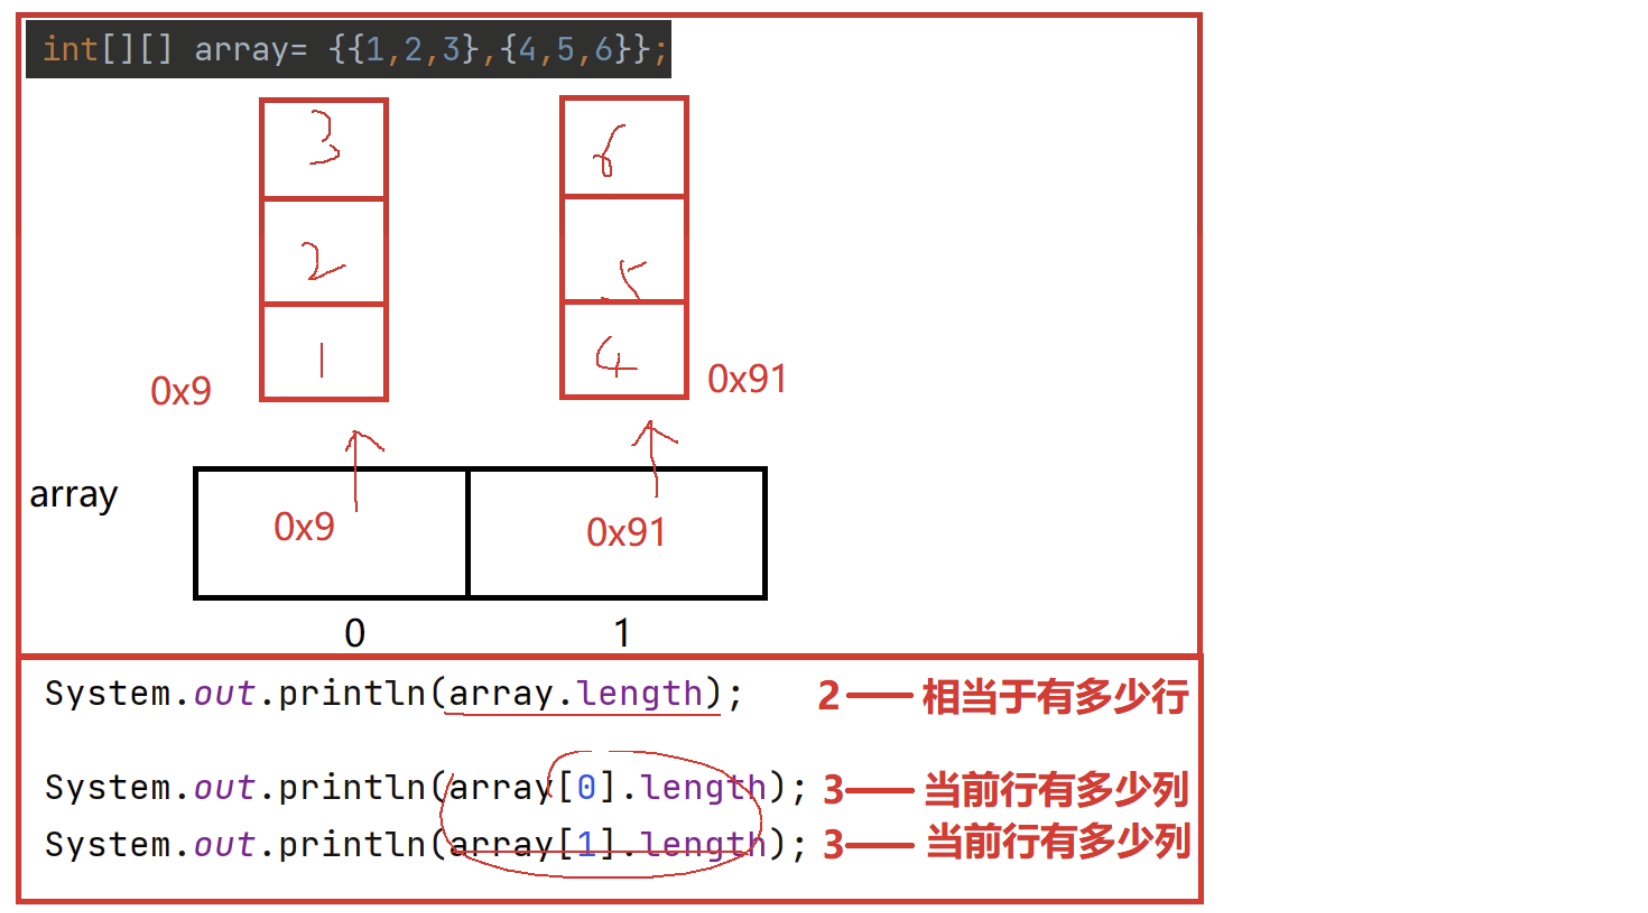 int[][] array= {{1,2,3},{4,5,6}};
3 6
2 5
1 4
0x9 0x91
array
0x9 0x91
0 1
System.out.println(array.length); 2——相当于有多少行
System.out.println(array[0].length); 3——当前行有多少列
System.out.println(array[1].length); 3——当前行有多少列